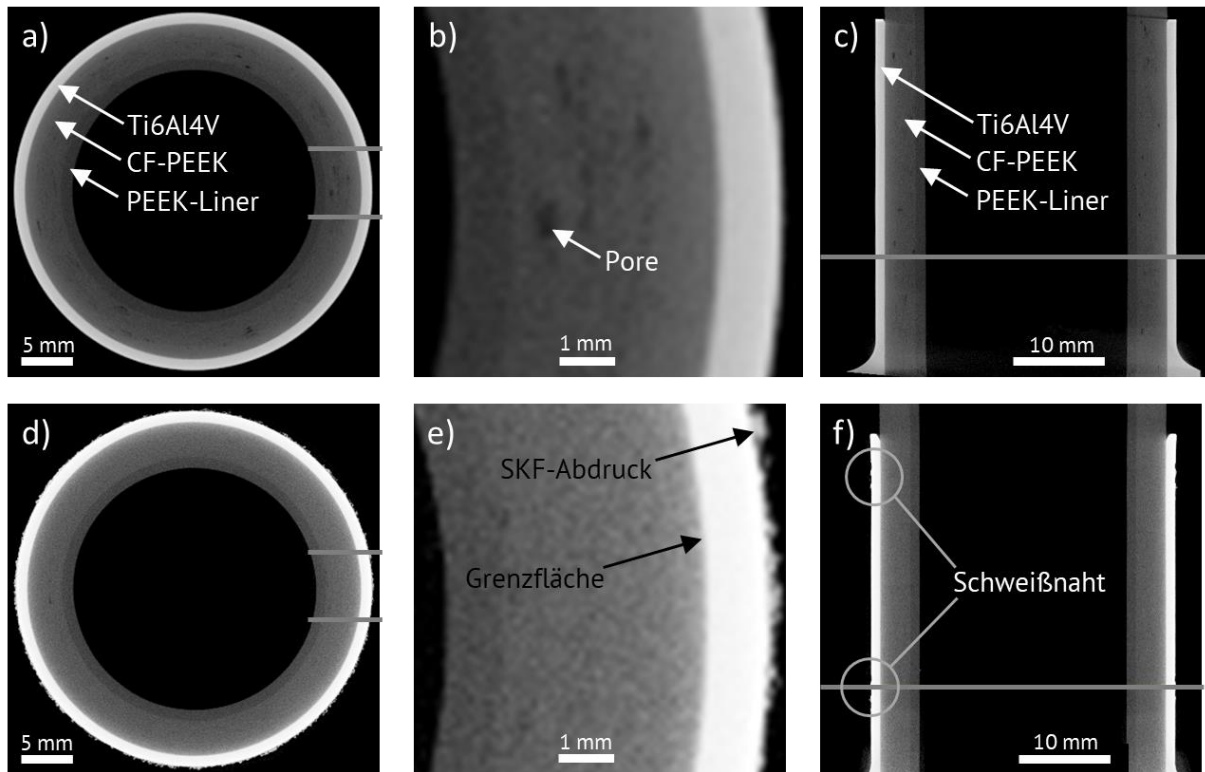 a)
Ti6Al4V
CF-PEEK
PEEK-Liner
5 mm
b)
Pore
1 mm
c)
Ti6Al4V
CF-PEEK
PEEK-Liner
10 mm
d)
5 mm
e)
SKF-Abdruck
Grenzfläche
1 mm
f)
Schweißnaht
10 mm